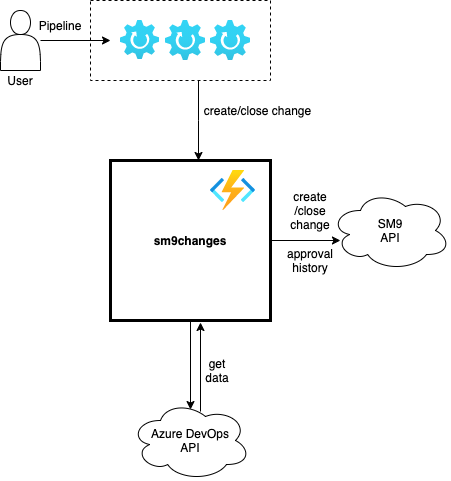 Pipeline
User
create/close change
sm9changes
create
/close
change
approval
history
SM9
API
get
data
Azure DevOps
API